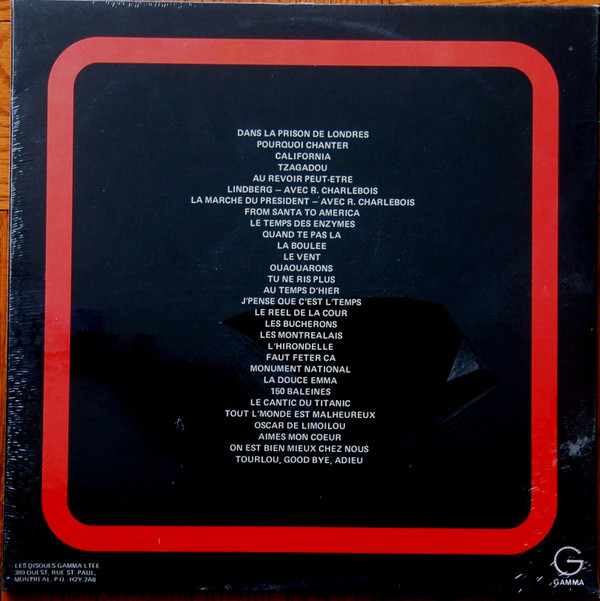 DANS LA PRISON DE LONDRES
POURQUOI CHANTER
CALIFORNIA
TZAGADOU
AU REVOIR PEUT-ETRE
LINDBERG – AVEC R. CHARLEBOIS
LA MARCHE DU PRESIDENT – AVEC R. CHARLEBOIS
FROM SANTA TO AMERICA
LE TEMPS DES ENZYMES
QUAND TE PAS LA
LA BOULEE
LE VENT
OUAOUARONS
TU NE RIS PLUS
AU TEMPS D'HIER
J'PENSE QUE C'EST L'TEMPS
LE REEL DE LA COUR
LES BUCHERONS
LES MONTREALAIS
L'HIRONDELLE
FAUT FETER CA
MONUMENT NATIONAL
LA DOUCE EMMA
150 BALEINES
LE CANTIC DU TITANIC
TOUT L'MONDE EST MALHEUREUX
OSCAR DE LIMOILOU
AIMES MON COEUR
ON EST BIEN MIEUX CHEZ NOUS
TOURLOU, GOOD BYE, ADIEU
LES DISQUES GAMMA LTEE
389 OUEST, RUE ST. PAUL,
MONTREAL, P.Q. H2Y 2A8
G
GAMMA